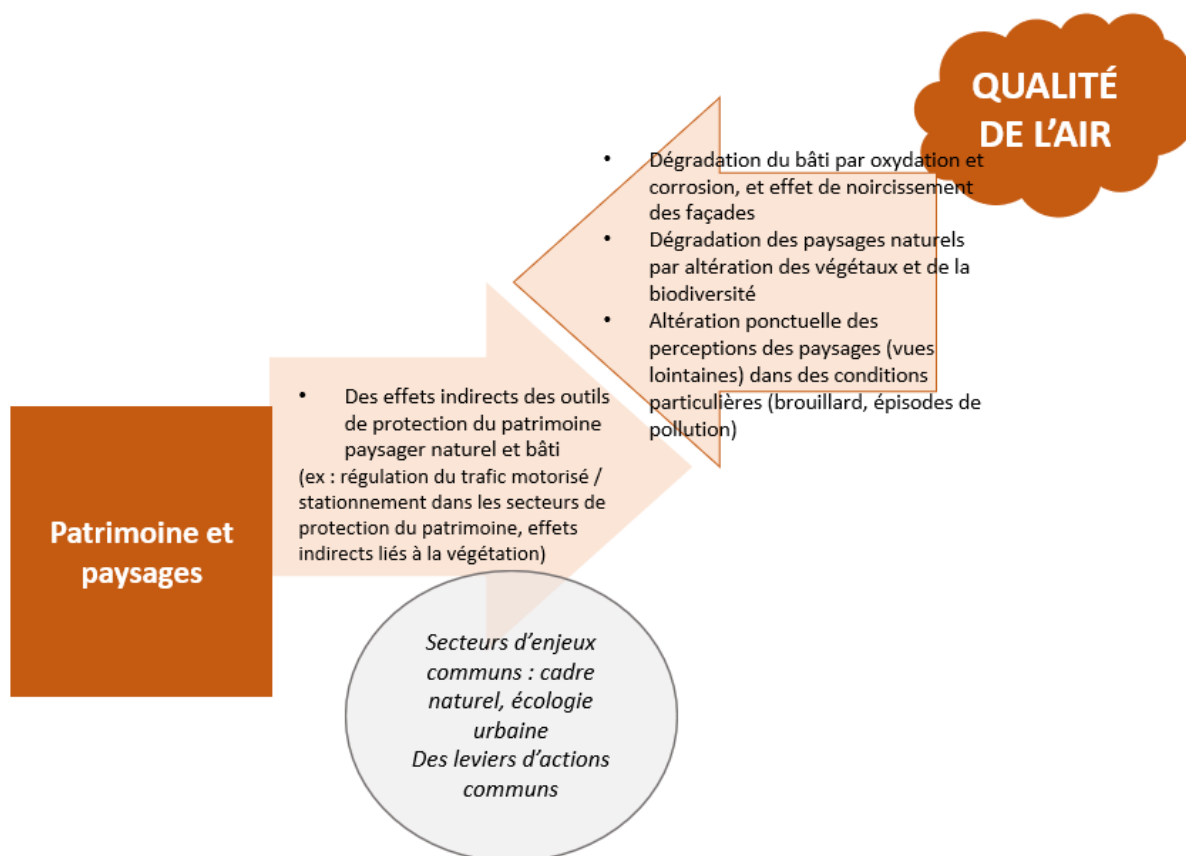 QUALITÉ
DE L'AIR
• Dégradation du bâti par oxydation et
corrosion, et effet de noircissement
des façades
• Dégradation des paysages naturels
par altération des végétaux et de la
biodiversité
• Altération ponctuelle des
perceptions des paysages (vues
lointaines) dans des conditions
particulières (brouillard, épisodes de
pollution)
• Des effets indirects des outils
de protection du patrimoine
paysager naturel et bâti
(ex : régulation du trafic motorisé /
stationnement dans les secteurs de
protection du patrimoine, effets
indirects liés à la végétation)
Patrimoine et
paysages
Secteurs d'enjeux
communs : cadre
naturel, écologie
urbaine
Des leviers d'actions
communs